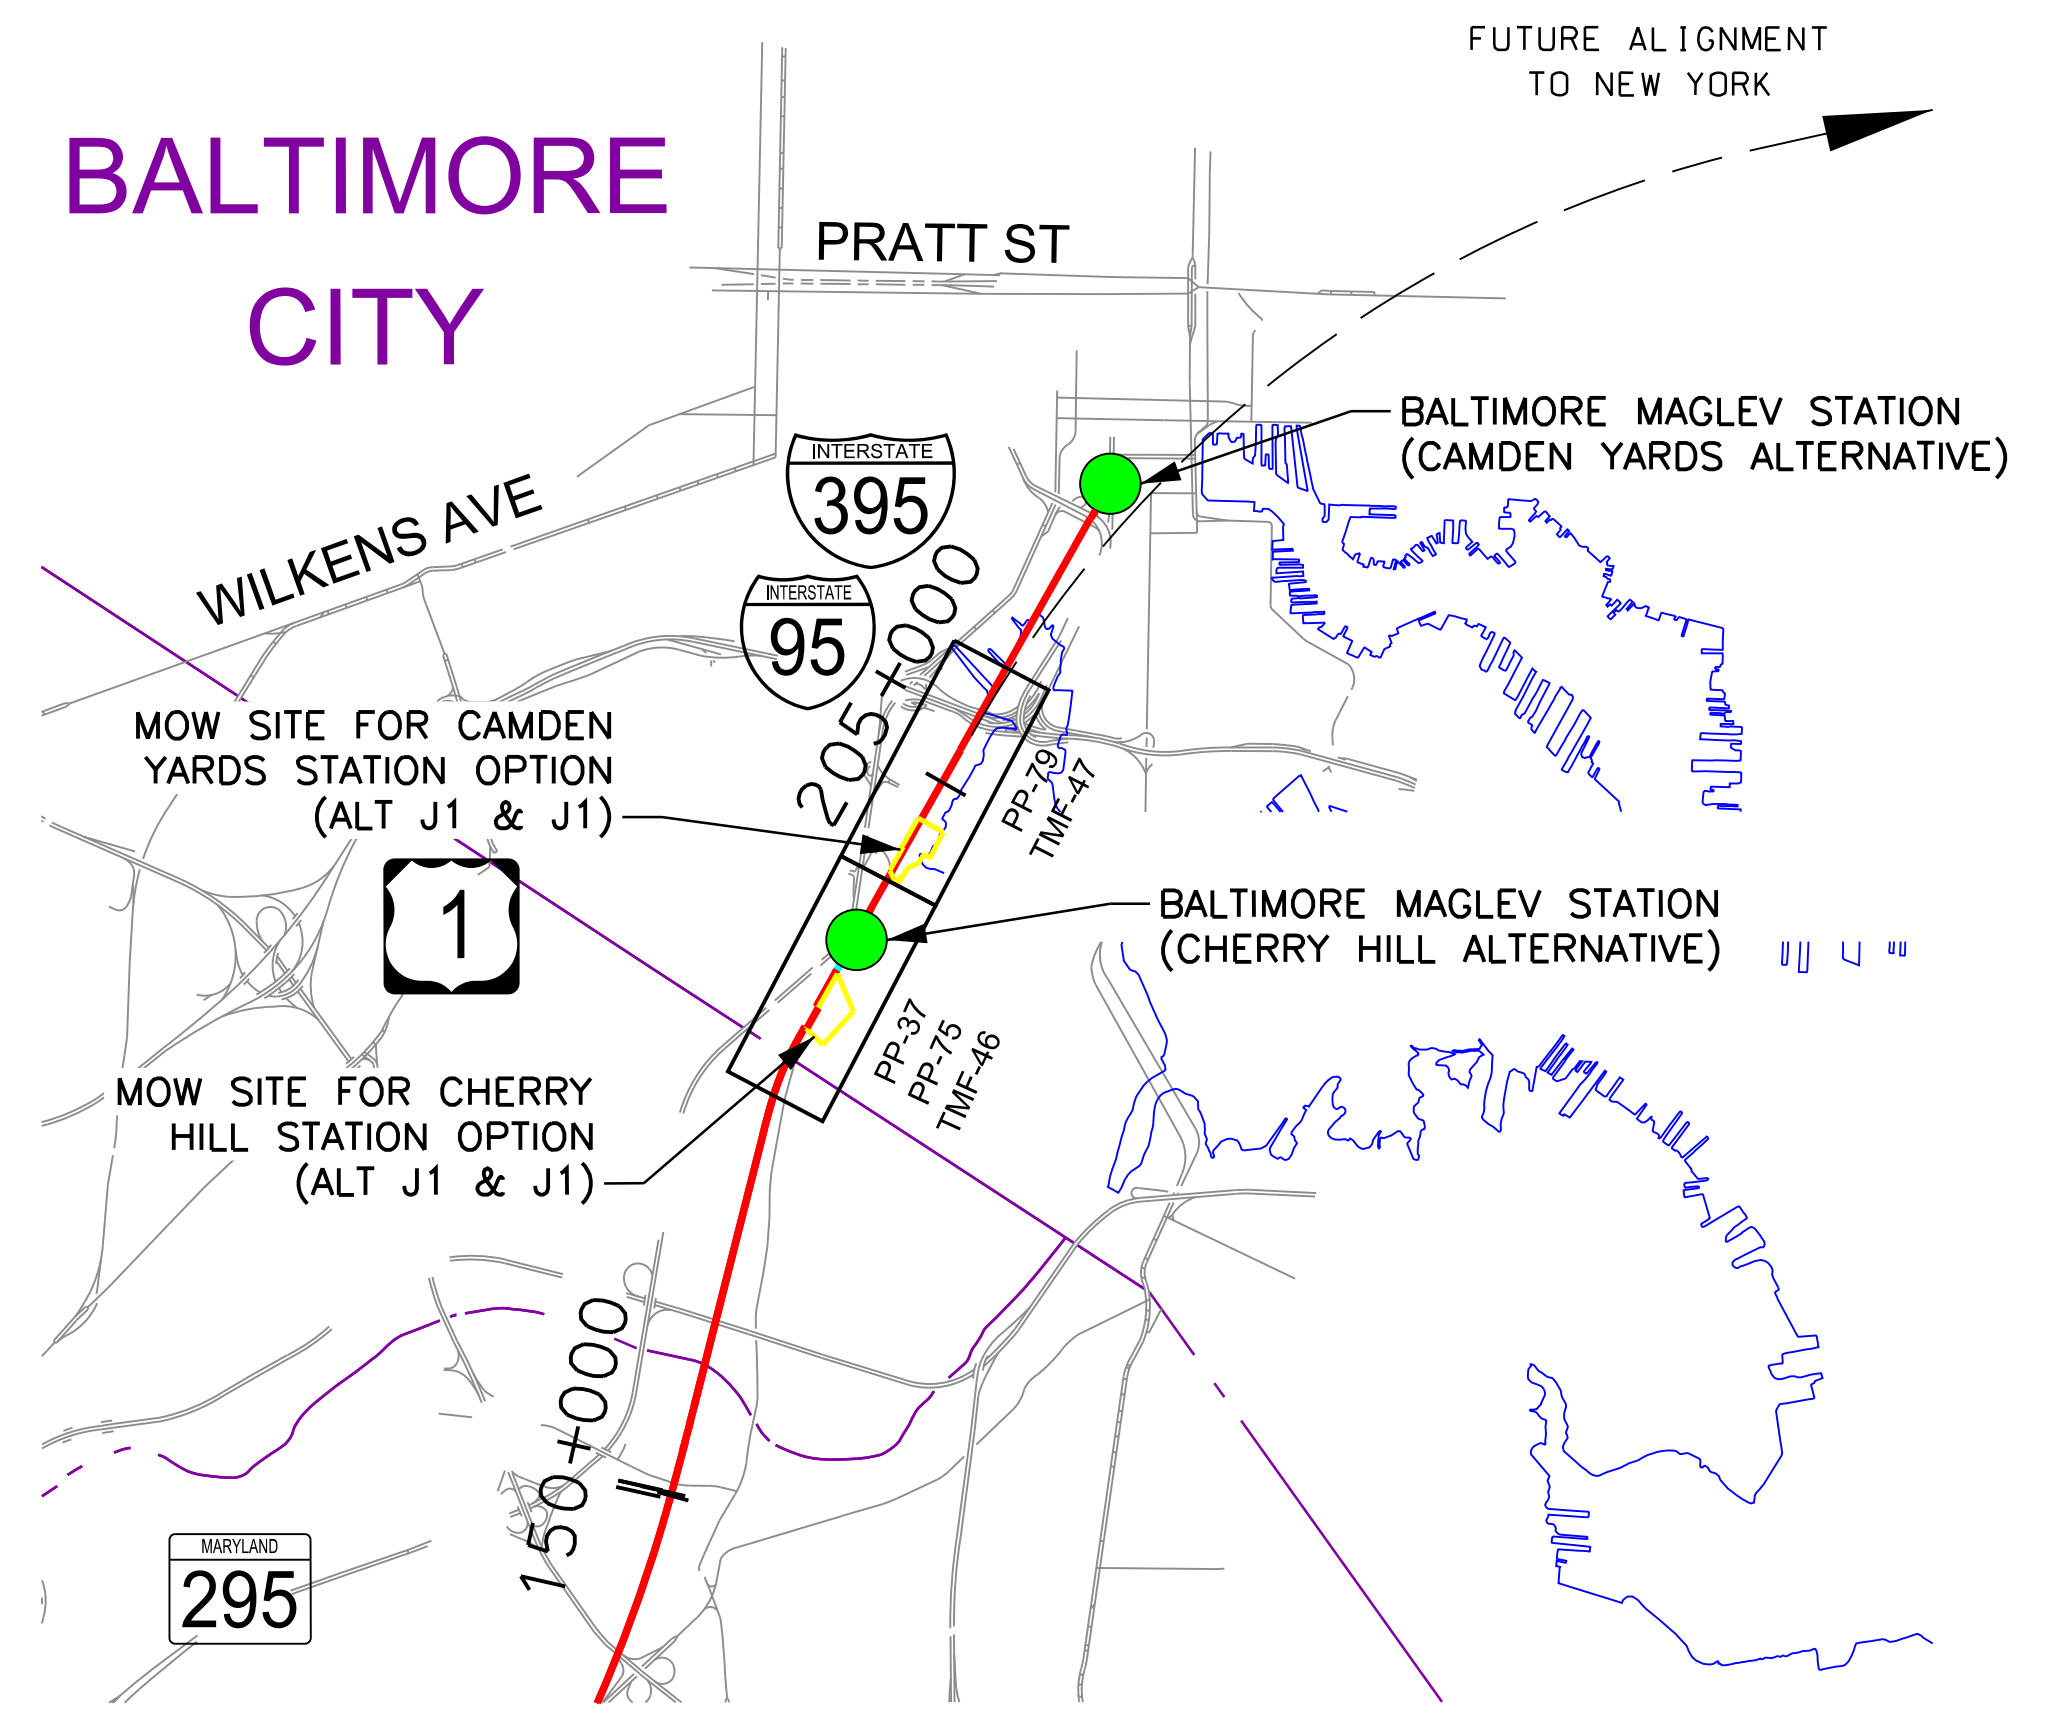 FUTURE ALIGNMENT
TO NEW YORK
BALTIMORE
CITY
PRATT ST
BALTIMORE MAGLEV STATION
(CAMDEN YARDS ALTERNATIVE)
INTERSTATE
395
WILKENS AVE
INTERSTATE
95
205+000
MOW SITE FOR CAMDEN
YARDS STATION OPTION
(ALT J1 & J1)
PP-79
TMF-47
1
BALTIMORE MAGLEV STATION
(CHERRY HILL ALTERNATIVE)
PP-37
PP-75
TMF-46
MOW SITE FOR CHERRY
HILL STATION OPTION
(ALT J1 & J1)
150+000
MARYLAND
295